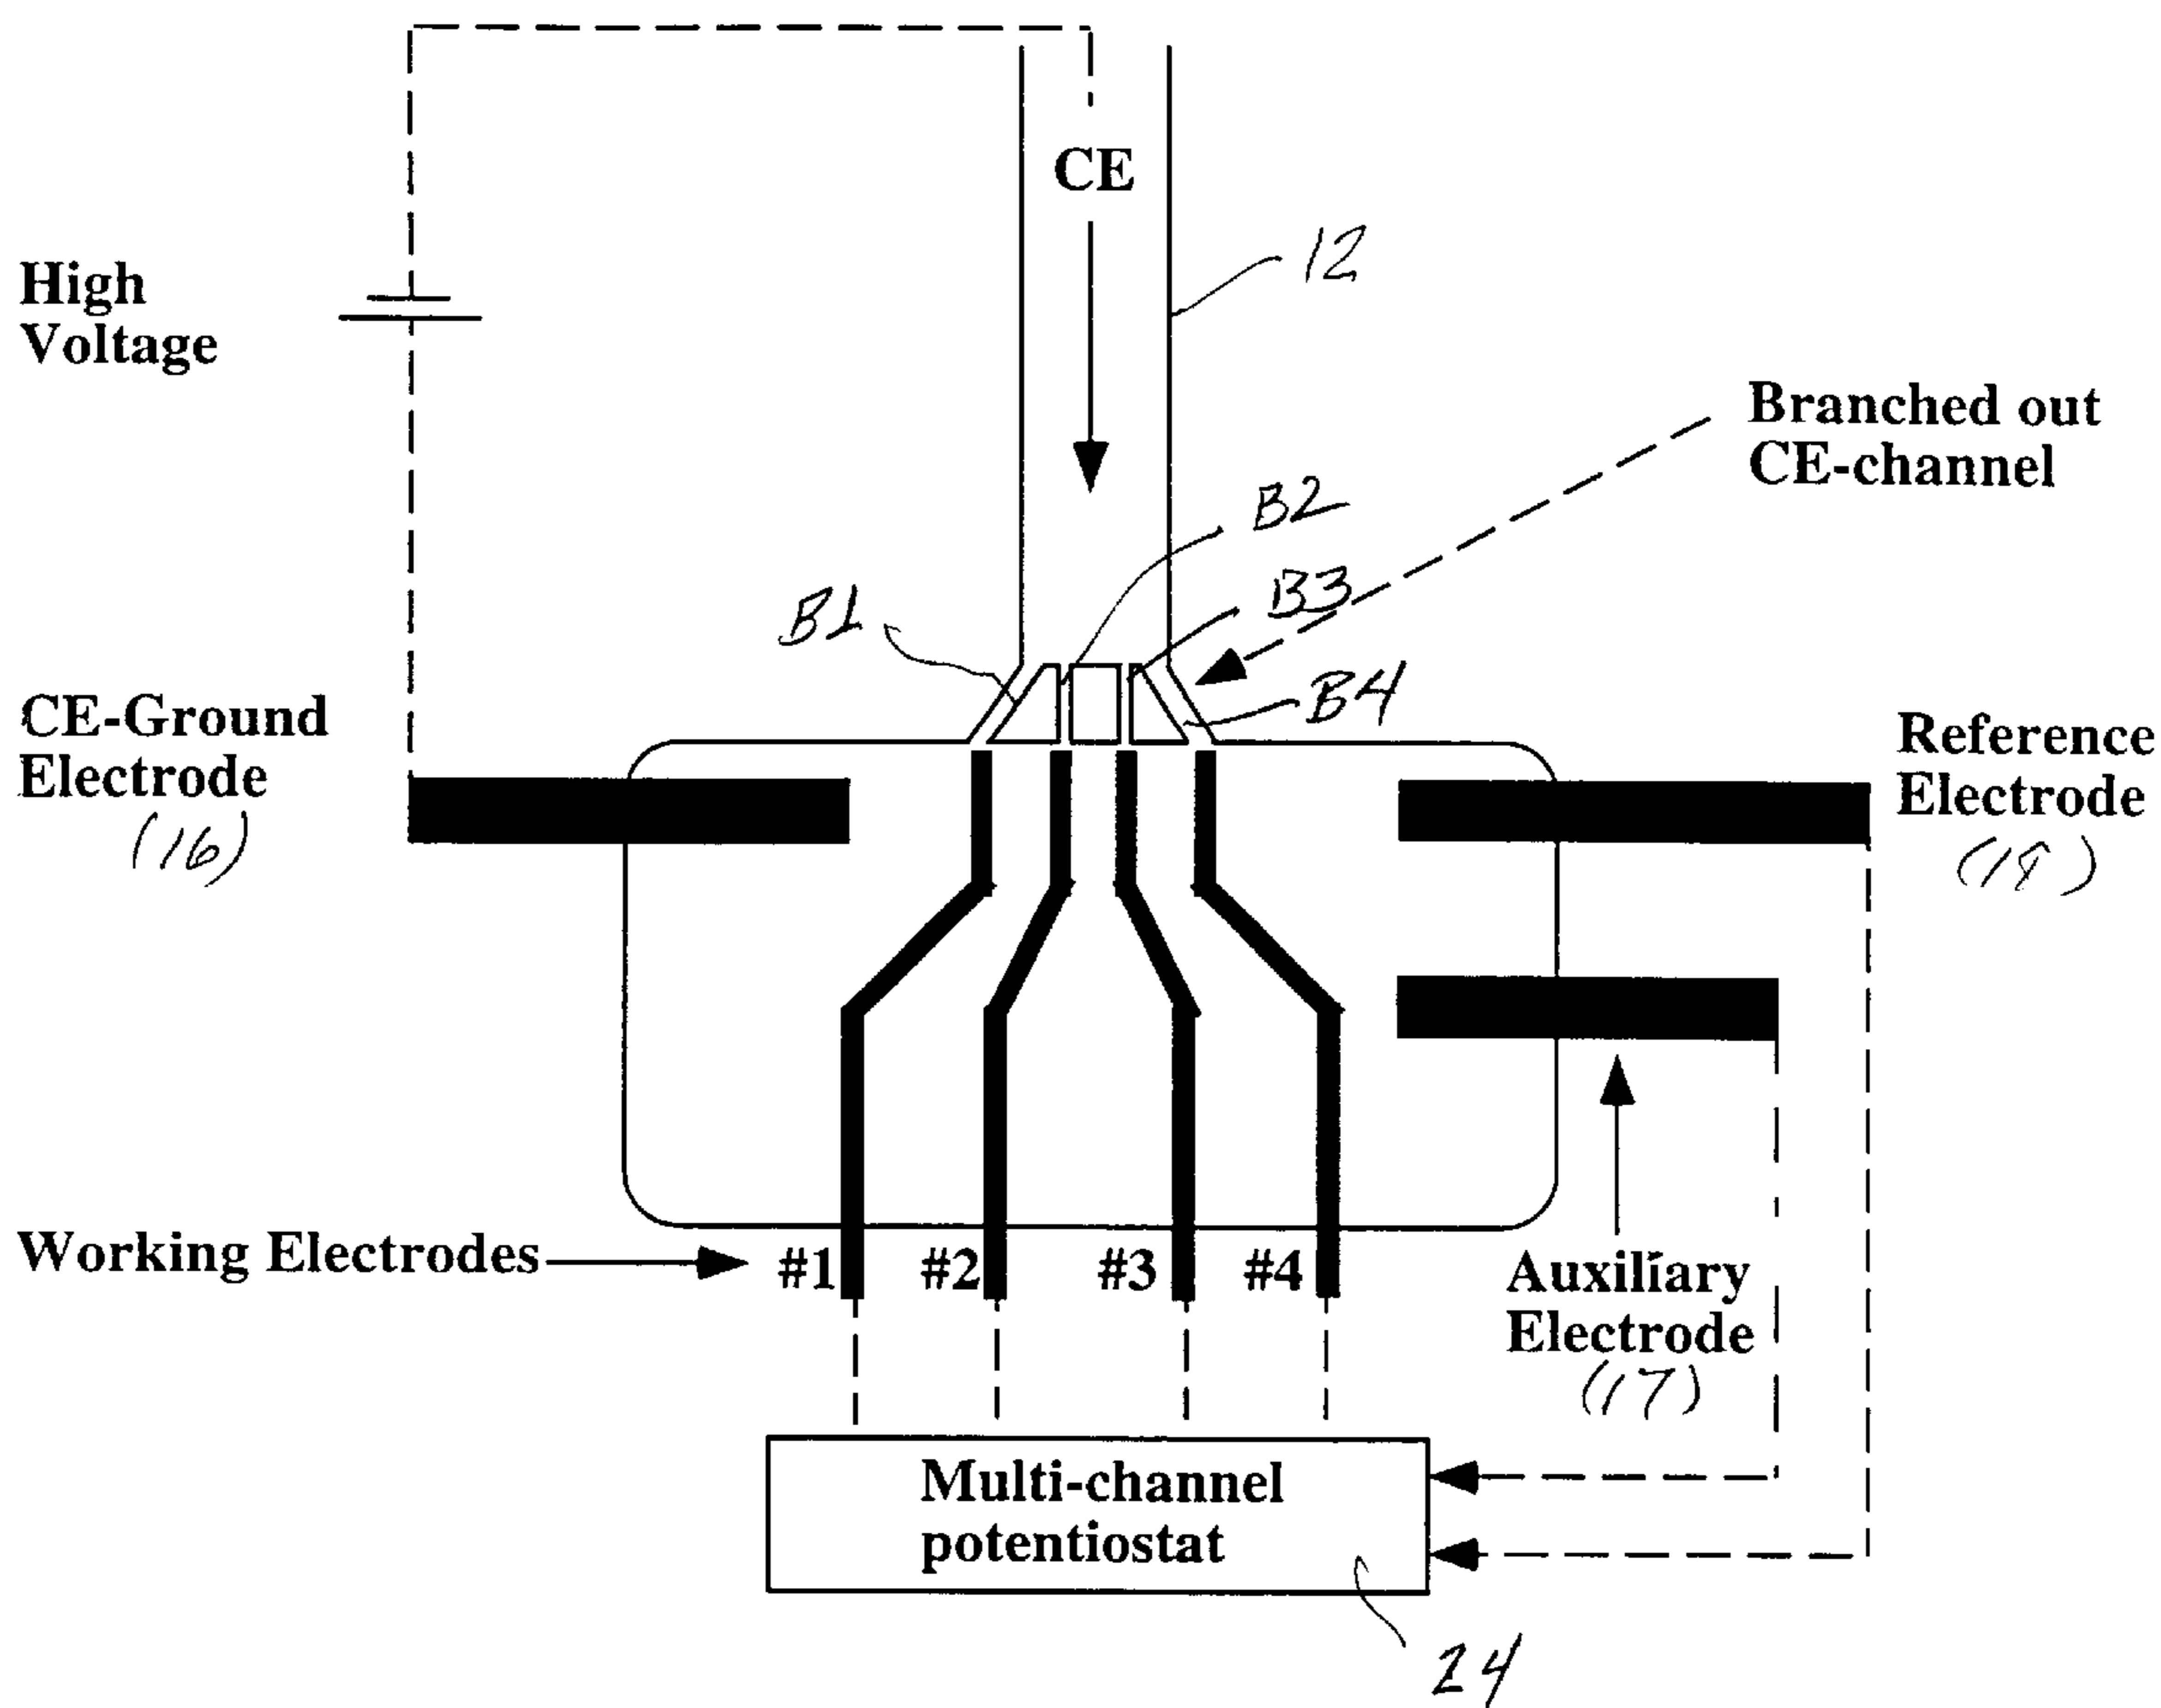 CE
12
High
Voltage
Branched out
CE-channel
B2
B3
B1
B4
CE-Ground
Electrode
(16)
Reference
Electrode
Working Electrodes
#1
#2
#3
#4
Auxiliary
Electrode
(17)
Multi-channel
potentiostat
24